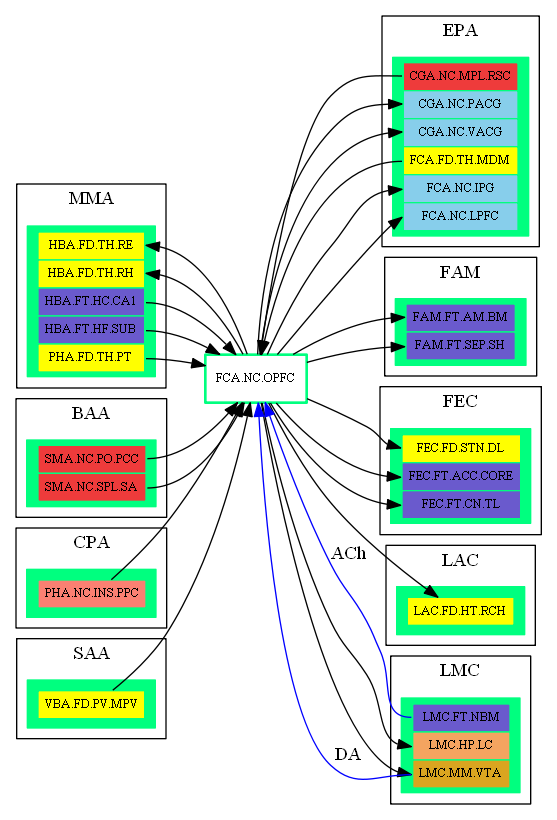 EPA
CGA.NC.MPL.RSC
CGA.NC.PACG
CGA.NC.VACG
FCA.FD.TH.MDM
FCA.NC.IPG
FCA.NC.LPFC
MMA
HBA.FD.TH.RE
HBA.FD.TH.RH
HBA.FT.HC.CA1
HBA.FT.HF.SUB
PHA.FD.TH.PT
FAM
FAM.FT.AM.BM
FAM.FT.SEP.SH
FCA.NC.OPFC
BAA
SMA.NC.PO.PCC
SMA.NC.SPL.SA
FEC
FEC.FD.STN.DL
FEC.FT.ACC.CORE
FEC.FT.CN.TL
CPA
PHA.NC.INS.PPC
ACh
LAC
LAC.FD.HT.RCH
SAA
VBA.FD.PV.MPV
LMC
LMC.FT.NBM
LMC.HP.LC
LMC.MM.VTA
DA